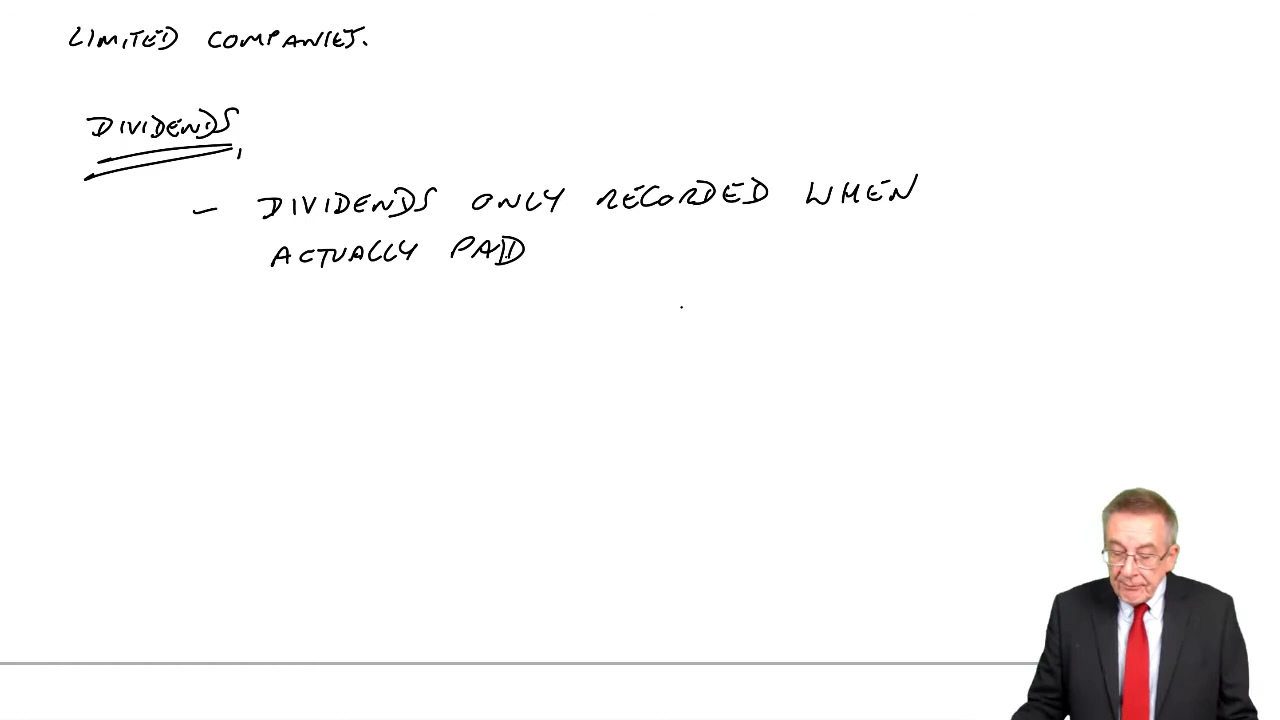 LIMITED COMPANIES.
DIVIDENDS
- DIVIDENDS ONLY RECORDED WHEN
ACTUALLY PAID